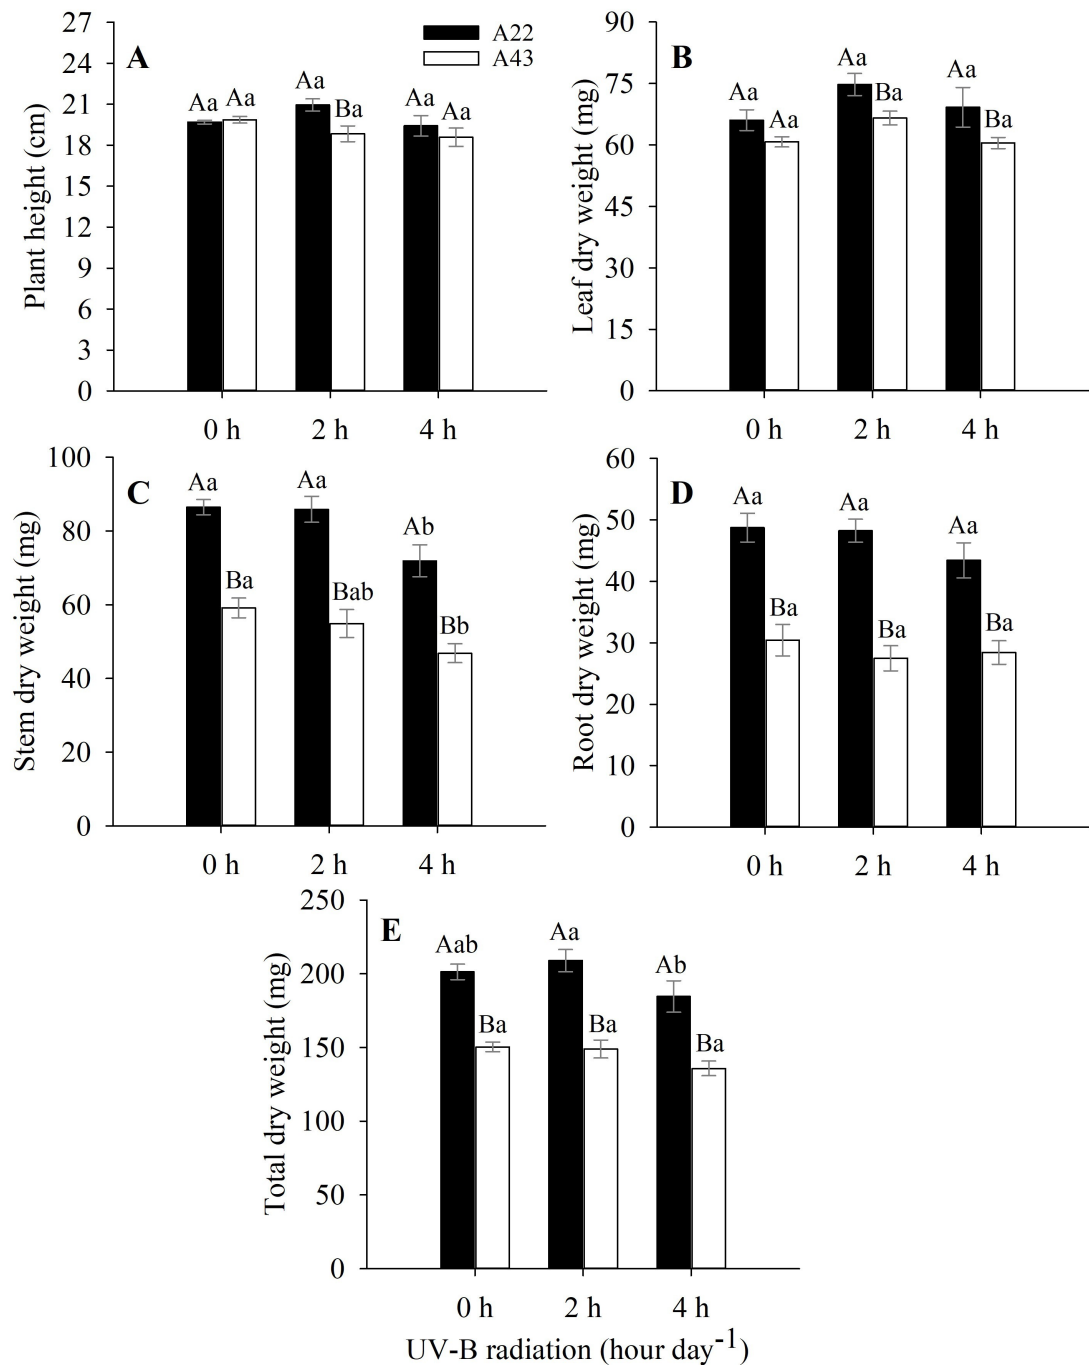 A
A22
A43
Plant height (cm)
27
24
21
18
15
12
9
6
3
0
Aa Aa
Aa
Ba
Aa
Aa
0 h 2 h 4 h
B
Leaf dry weight (mg)
90
75
60
45
30
15
0
Aa
Aa
Aa
Ba
Aa
Ba
0 h 2 h 4 h
C
Stem dry weight (mg)
100
80
60
40
20
0
Aa
Ba
Aa
Bab
Ab
Bb
0 h 2 h 4 h
D
Root dry weight (mg)
60
50
40
30
20
10
0
Aa
Ba
Aa
Ba
Aa
Ba
0 h 2 h 4 h
E
Total dry weight (mg)
250
200
150
100
50
0
Aab
Ba
Aa
Ba
Ab
Ba
0 h 2 h 4 h
UV-B radiation (hour day-1)